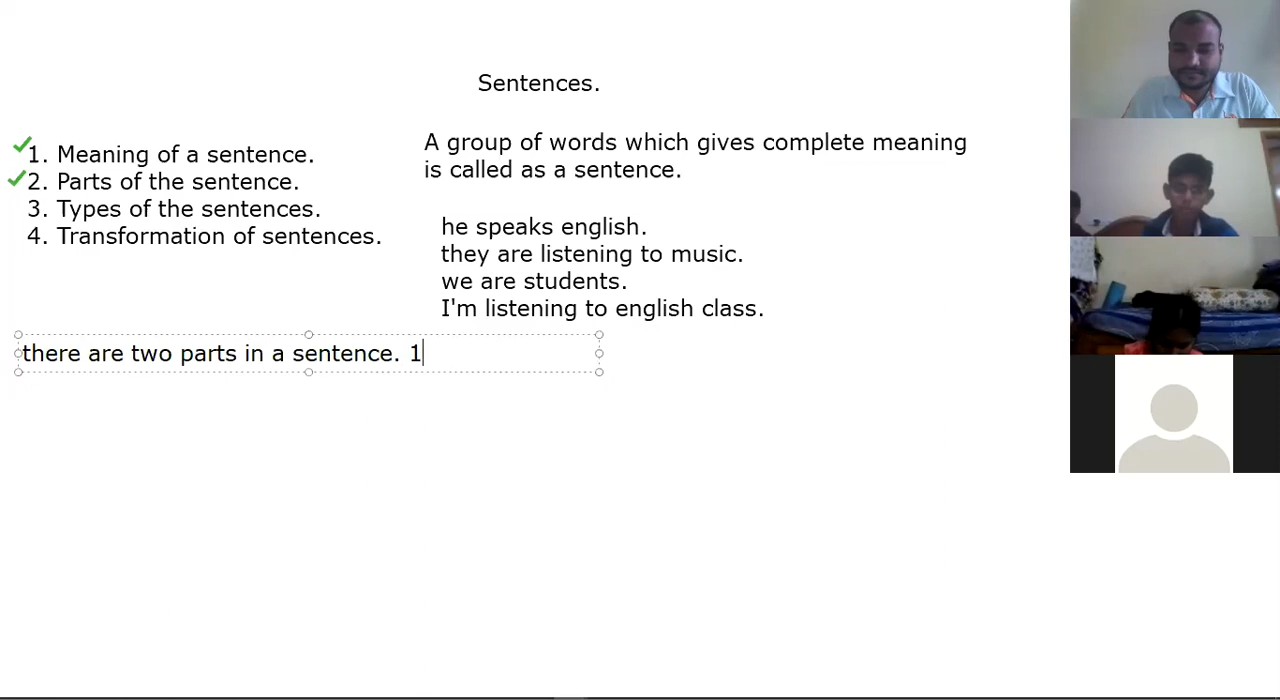 Sentences.
1. Meaning of a sentence.
2. Parts of the sentence.
3. Types of the sentences.
4. Transformation of sentences.
A group of words which gives complete meaning
is called as a sentence.
he speaks english.
they are listening to music.
we are students.
I'm listening to english class.
there are two parts in a sentence. 1